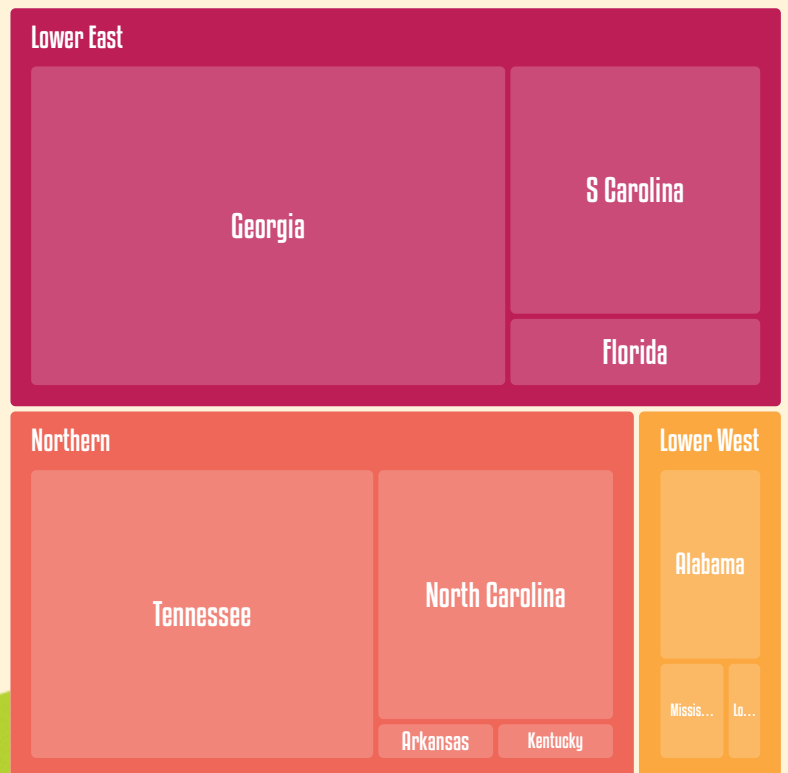 Lower East
Georgia
S Carolina
Florida
Northern
Tennessee
North Carolina
Arkansas
Kentucky
Lower West
Alabama
Missis...
Lo...